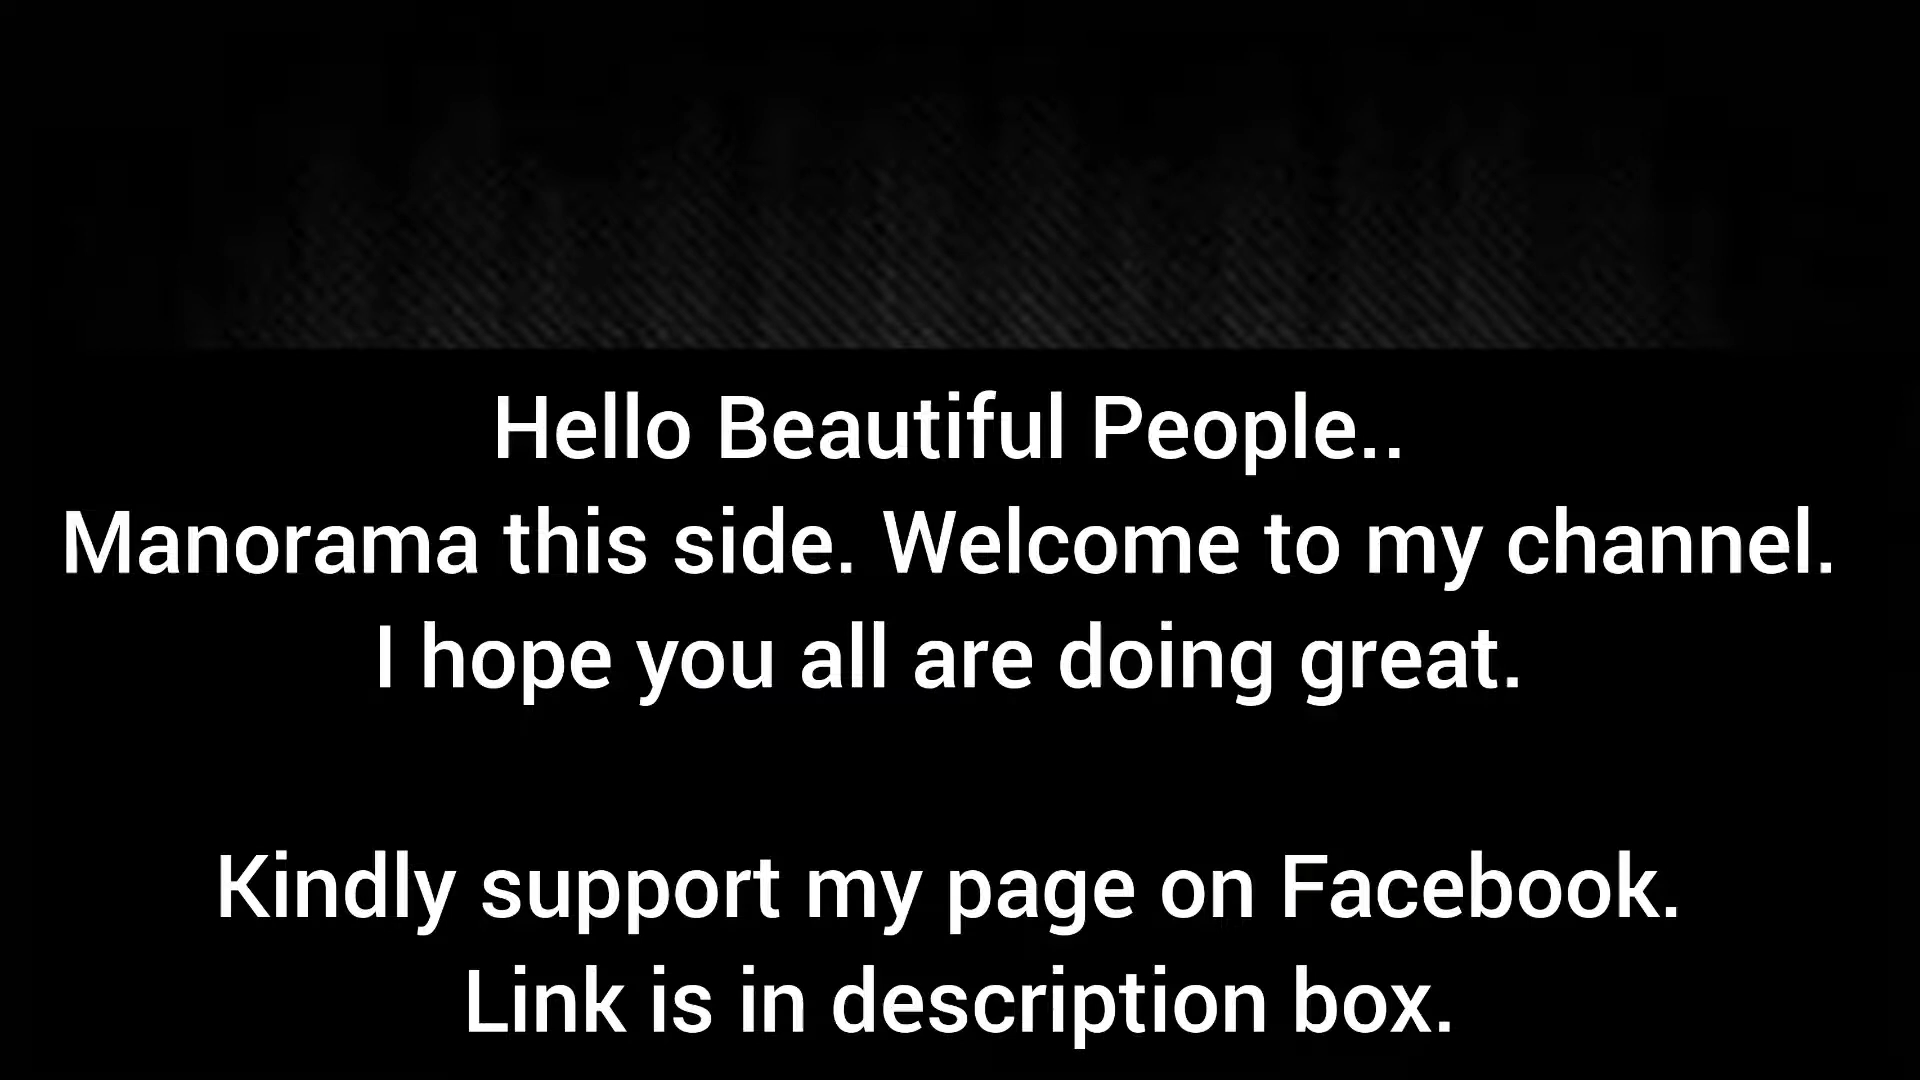 Hello Beautiful People..
Manorama this side. Welcome to my channel.
I hope you all are doing great.
Kindly support my page on Facebook.
Link is in description box.